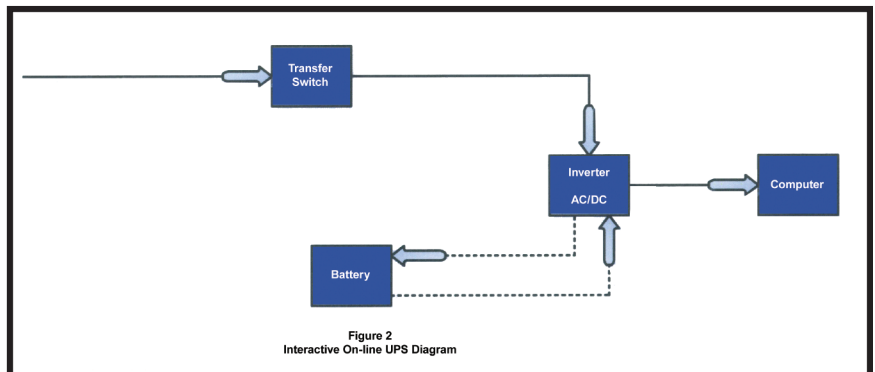 Transfer
Switch
Inverter
AC/DC
Computer
Battery
Figure 2
Interactive On-line UPS Diagram